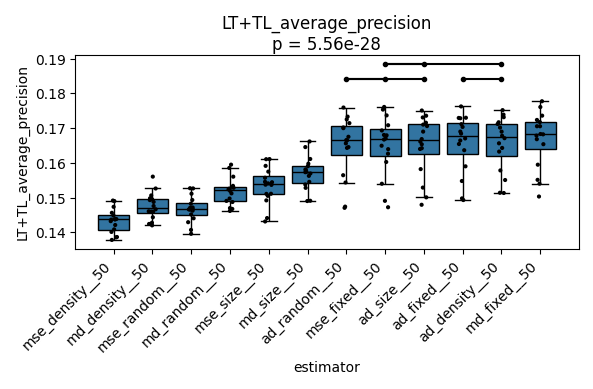 LT+TL_average_precision
p = 5.56e-28
LT+TL_average_precision
0.19
0.18
0.17
0.16
0.15
0.14
mse_density__50
md_density__50
mse_random__50
md_random__50
mse_size__50
md_size__50
ad_random__50
mse_fixed__50
ad_size__50
ad_fixed__50
ad_density__50
md_fixed__50
estimator